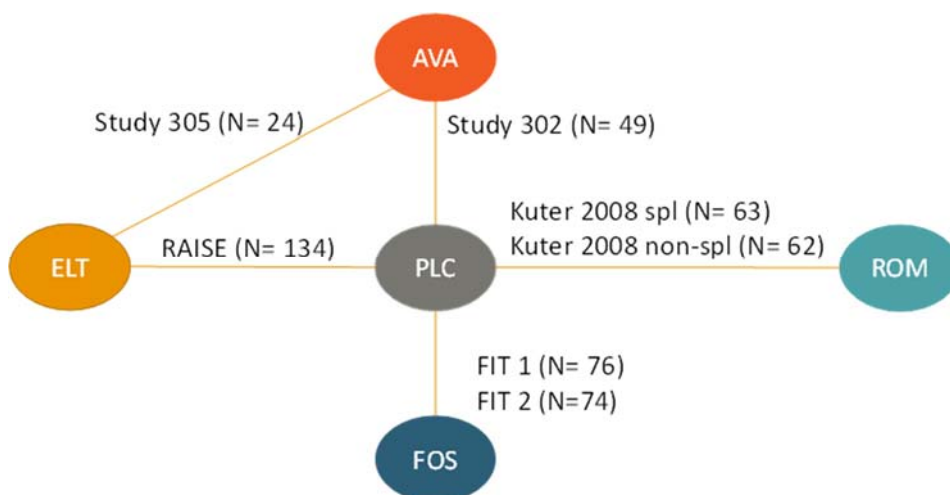 AVA
Study 305 (N= 24)
Study 302 (N= 49)
Kuter 2008 spl (N= 63)
Kuter 2008 non-spl (N= 62)
ELT
RAISE (N= 134)
PLC
ROM
FIT 1 (N= 76)
FIT 2 (N=74)
FOS